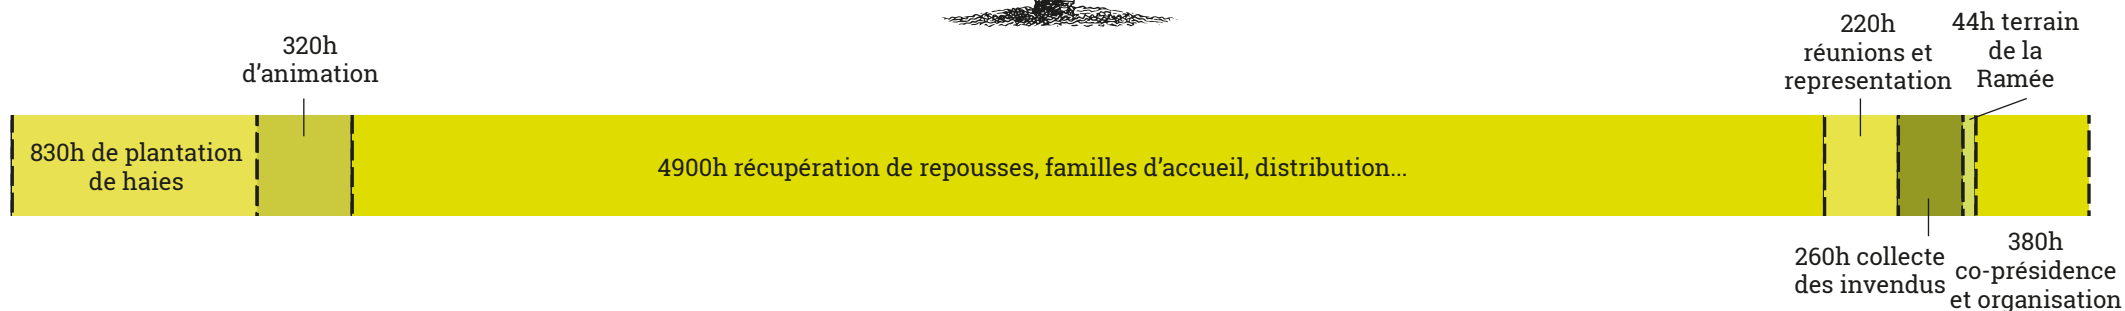 320h
d'animation
220h
réunions et
representation
44h terrain
de la
Ramée
830h de plantation
de haies
4900h récupération de repousses, familles d'accueil, distribution...
260h collecte
des invendus
380h
co-présidence
et organisation